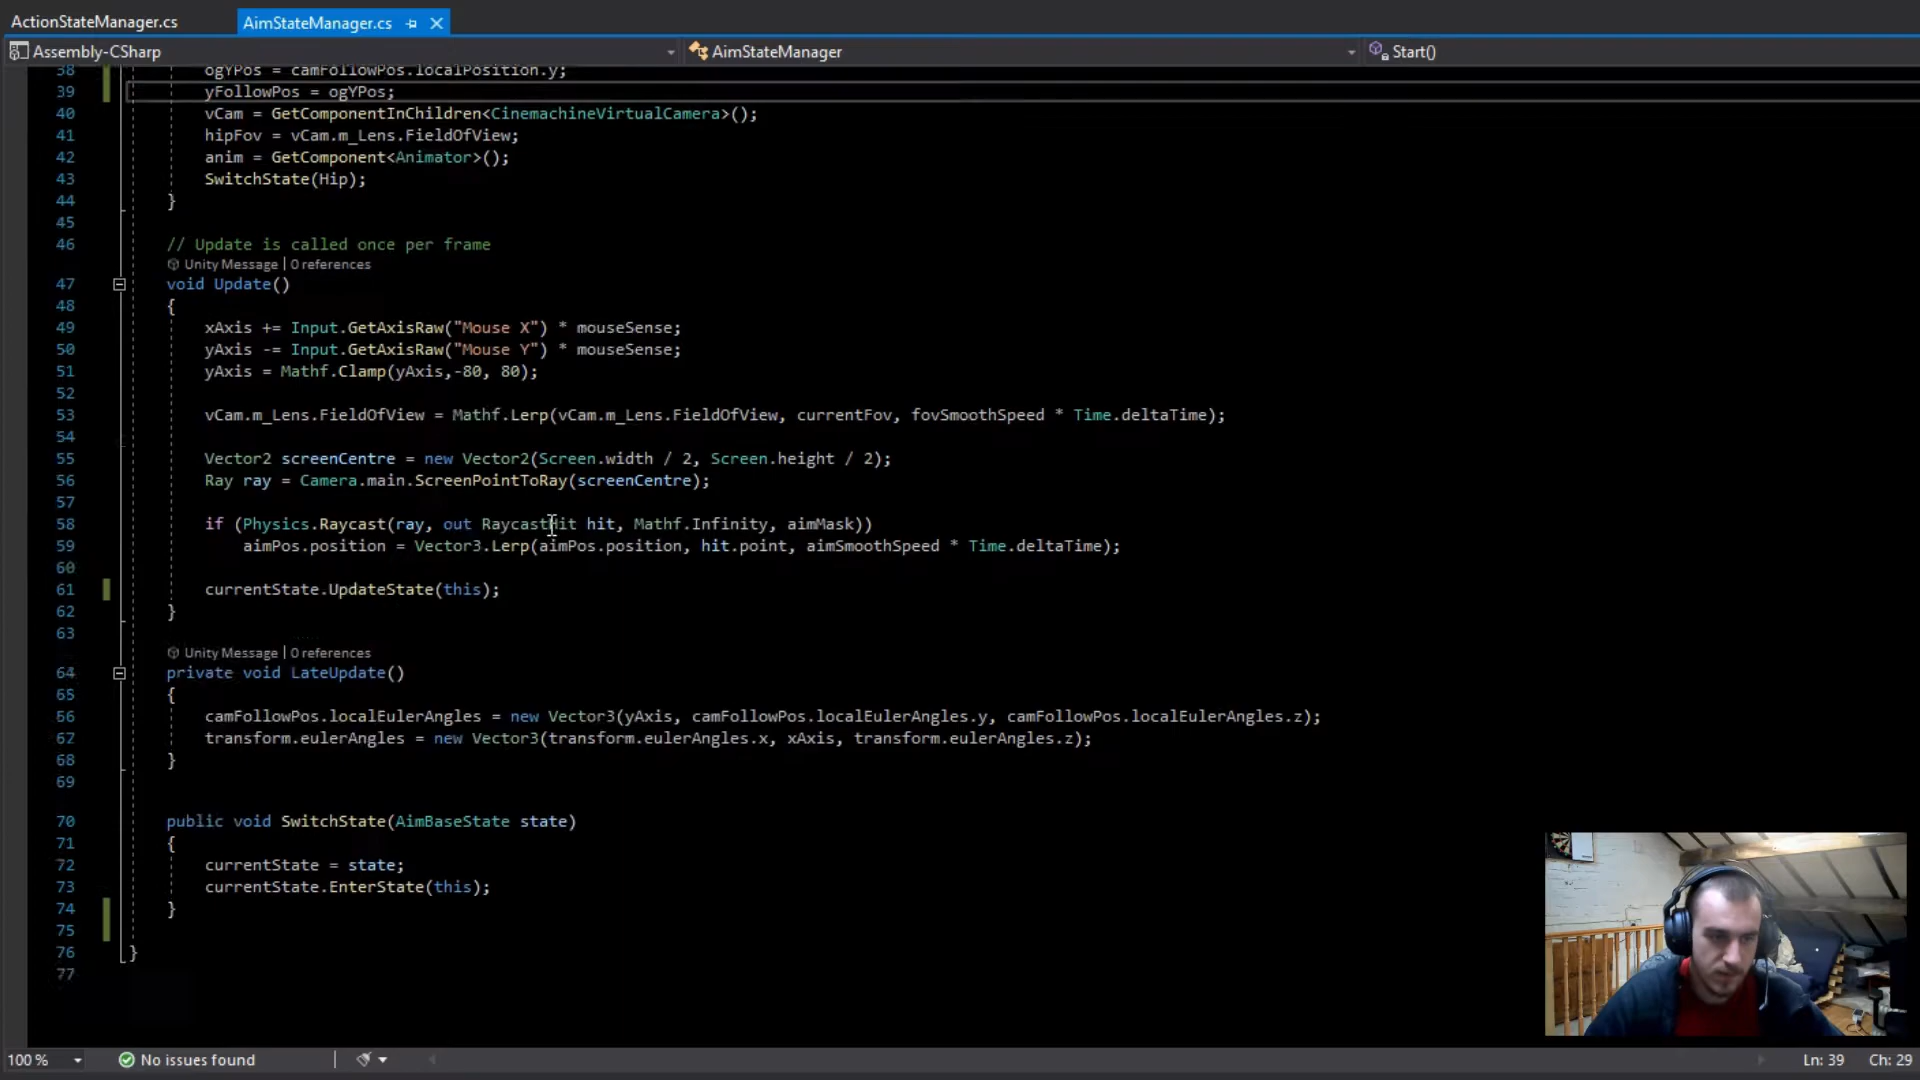 ActionStateManager.cs AimStateManager.cs
Assembly-CSharp AimStateManager Start()
38 ogYPos = camFollowPos.localPosition.y;
39 yFollowPos = ogYPos;
40 vCam = GetComponentInChildren<CinemachineVirtualCamera>();
41 hipFov = vCam.m_Lens.FieldOfView;
42 anim = GetComponent<Animator>();
43 SwitchState(Hip);
44 }
45
46 // Update is called once per frame
Unity Message | 0 references
47 void Update()
48 {
49 xAxis += Input.GetAxisRaw("Mouse X") * mouseSense;
50 yAxis -= Input.GetAxisRaw("Mouse Y") * mouseSense;
51 yAxis = Mathf.Clamp(yAxis,-80, 80);
52
53 vCam.m_Lens.FieldOfView = Mathf.Lerp(vCam.m_Lens.FieldOfView, currentFov, fovSmoothSpeed * Time.deltaTime);
54
55 Vector2 screenCentre = new Vector2(Screen.width / 2, Screen.height / 2);
56 Ray ray = Camera.main.ScreenPointToRay(screenCentre);
57
58 if (Physics.Raycast(ray, out RaycastHit hit, Mathf.Infinity, aimMask))
59 aimPos.position = Vector3.Lerp(aimPos.position, hit.point, aimSmoothSpeed * Time.deltaTime);
60
61 currentState.UpdateState(this);
62 }
63
Unity Message | 0 references
64 private void LateUpdate()
65 {
66 camFollowPos.localEulerAngles = new Vector3(yAxis, camFollowPos.localEulerAngles.y, camFollowPos.localEulerAngles.z);
67 transform.eulerAngles = new Vector3(transform.eulerAngles.x, xAxis, transform.eulerAngles.z);
68 }
69
70 public void SwitchState(AimBaseState state)
71 {
72 currentState = state;
73 currentState.EnterState(this);
74 }
75
76 }
77
100 % No issues found Ln: 39 Ch: 29